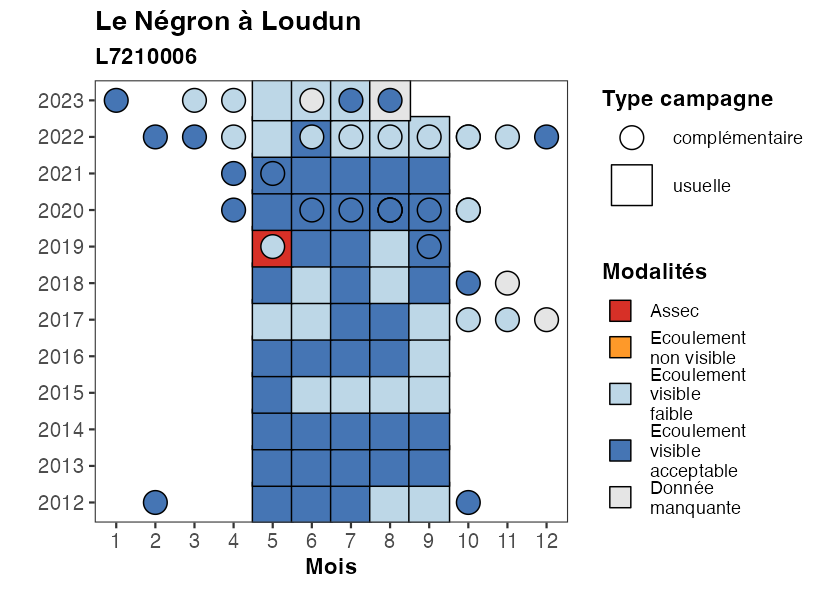 Le Négron à Loudun
L7210006
2023
2022
2021
2020
2019
2018
2017
2016
2015
2014
2013
2012
1 2 3 4 5 6 7 8 9 10 11 12
Mois
Type campagne
complémentaire
usuelle
Modalités
Assec
Ecoulement
non visible
Ecoulement
visible
faible
Ecoulement
visible
acceptable
Donnée
manquante